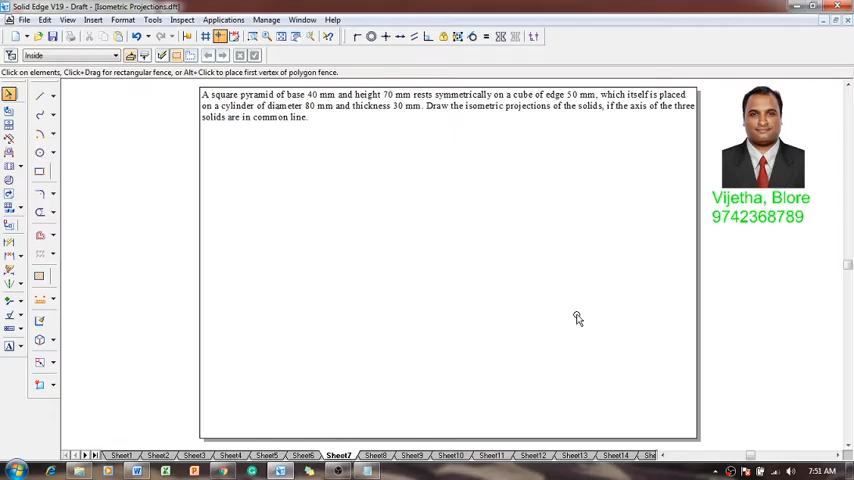 Solid Edge V19 - Draft - [Isometric Projections.dft]
File Edit View Insert Format Tools Inspect Applications Manage Window Help
Inside
Click on elements, Click+Drag for rectangular fence, or Alt+Click to place first vertex of polygon fence.
A square pyramid of base 40 mm and height 70 mm rests symmetrically on a cube of edge 50 mm, which itself is placed
on a cylinder of diameter 80 mm and thickness 30 mm. Draw the isometric projections of the solids, if the axis of the three
solids are in common line.
Vijetha, Blore
9742368789
Sheet1 Sheet2 Sheet3 Sheet4 Sheet5 Sheet6 Sheet7 Sheet8 Sheet9 Sheet10 Sheet11 Sheet12 Sheet13 Sheet14 She
7:51 AM